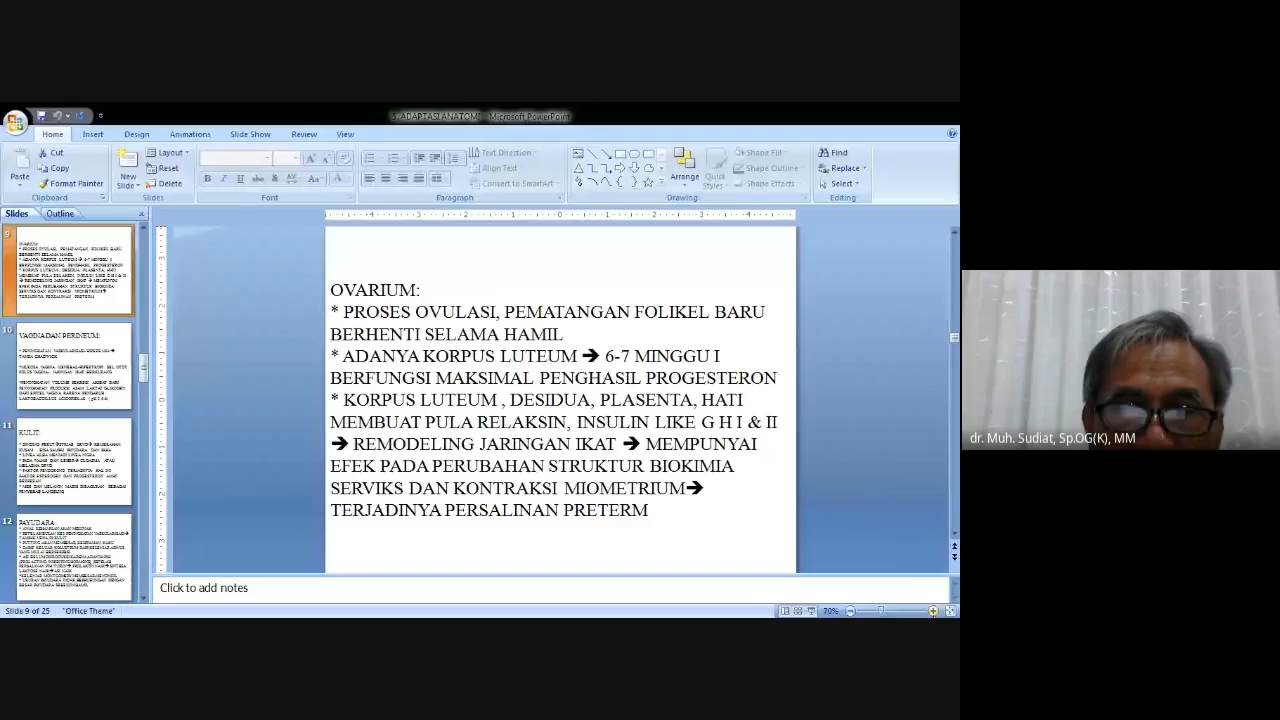 5. ADAPTASI ANATOMI - Microsoft PowerPoint
Home Insert Design Animations Slide Show Review View
Paste
Cut
Copy
Format Painter
Clipboard
New Slide
Layout
Reset
Delete
Slides
Font
Text Direction
Align Text
Convert to SmartArt
Paragraph
Arrange
Quick Styles
Shape Fill
Shape Outline
Shape Effects
Drawing
Find
Replace
Select
Editing
Slides Outline
9
OVARIUM:
* PROSES OVULASI, PEMATANGAN FOLIKEL BARU
BERHENTI SELAMA HAMIL
* ADANYA KORPUS LUTEUM ➔ 6-7 MINGGU I
BERFUNGSI MAKSIMAL PENGHASIL PROGESTERON
* KORPUS LUTEUM , DESIDUA, PLASENTA, HATI
MEMBUAT PULA RELAKSIN, INSULIN LIKE G H I & II
➔ REMODELING JARINGAN IKAT ➔ MEMPUNYAI
EFEK PADA PERUBAHAN STRUKTUR BIOKIMIA
SERVIKS DAN KONTRAKSI MIOMETRIUM➔
TERJADINYA PERSALINAN PRETERM
10
VAGINA DAN PERINEUM:
11
KULIT:
12
PAYUDARA
Click to add notes
Slide 9 of 25 "Office Theme" 70%
dr. Muh. Sudiat, Sp.OG(K), MM